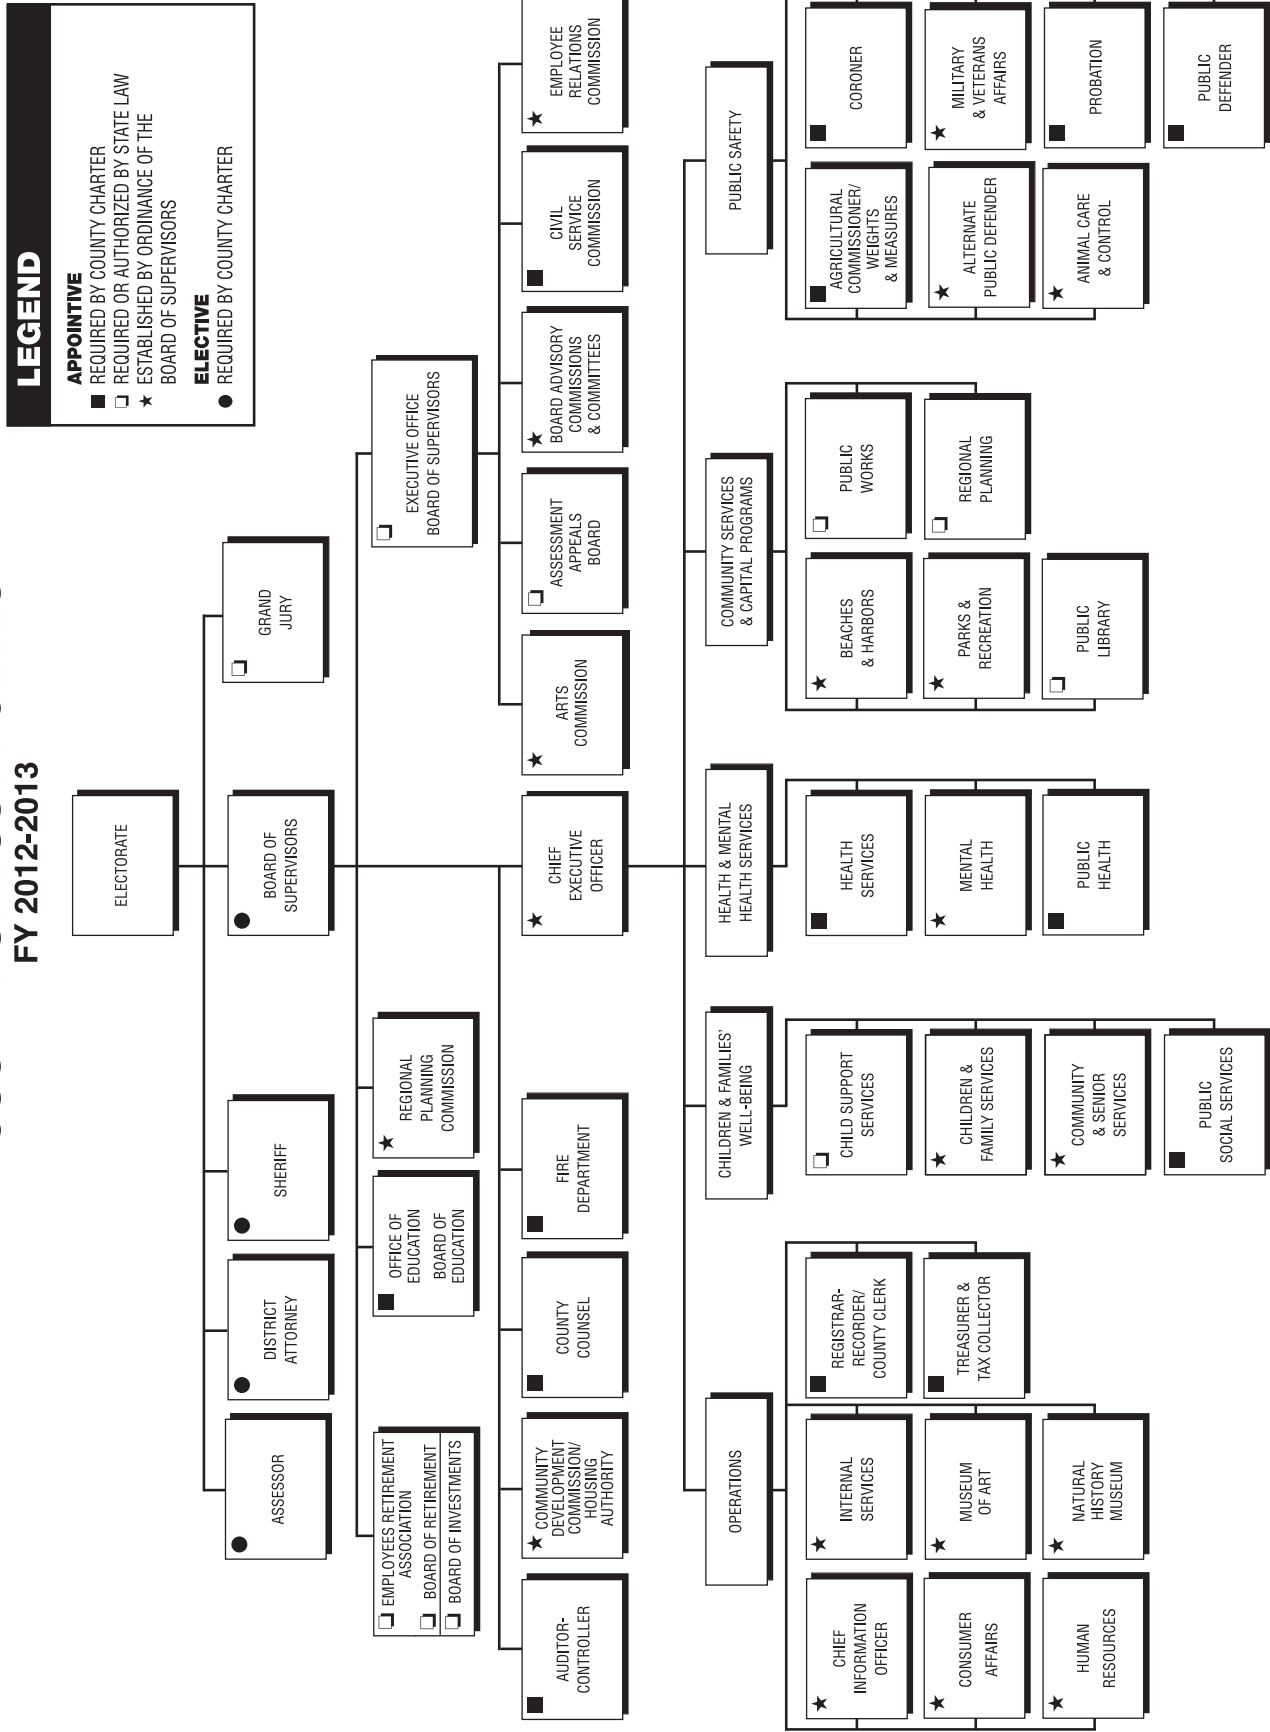 FY 2012-2013
LEGEND
APPOINTIVE
REQUIRED BY COUNTY CHARTER
REQUIRED OR AUTHORIZED BY STATE LAW
ESTABLISHED BY ORDINANCE OF THE
BOARD OF SUPERVISORS
ELECTIVE
REQUIRED BY COUNTY CHARTER
ELECTORATE
ASSESSOR
DISTRICT
ATTORNEY
SHERIFF
BOARD OF
SUPERVISORS
GRAND
JURY
EMPLOYEES RETIREMENT
ASSOCIATION
BOARD OF RETIREMENT
BOARD OF INVESTMENTS
OFFICE OF
EDUCATION
BOARD OF
EDUCATION
REGIONAL
PLANNING
COMMISSION
EXECUTIVE OFFICE
BOARD OF SUPERVISORS
AUDITOR-
CONTROLLER
COMMUNITY
DEVELOPMENT
COMMISSION/
HOUSING
AUTHORITY
COUNTY
COUNSEL
FIRE
DEPARTMENT
CHIEF
EXECUTIVE
OFFICER
ARTS
COMMISSION
ASSESSMENT
APPEALS
BOARD
BOARD ADVISORY
COMMISSIONS
& COMMITTEES
CIVIL
SERVICE
COMMISSION
EMPLOYEE
RELATIONS
COMMISSION
OPERATIONS
CHIEF
INFORMATION
OFFICER
CONSUMER
AFFAIRS
HUMAN
RESOURCES
INTERNAL
SERVICES
MUSEUM
OF ART
NATURAL
HISTORY
MUSEUM
REGISTRAR-
RECORDER/
COUNTY CLERK
TREASURER &
TAX COLLECTOR
CHILDREN & FAMILIES'
WELL-BEING
CHILD SUPPORT
SERVICES
CHILDREN &
FAMILY SERVICES
COMMUNITY
& SENIOR
SERVICES
PUBLIC
SOCIAL SERVICES
HEALTH & MENTAL
HEALTH SERVICES
HEALTH
SERVICES
MENTAL
HEALTH
PUBLIC
HEALTH
COMMUNITY SERVICES
& CAPITAL PROGRAMS
BEACHES
& HARBORS
PARKS &
RECREATION
PUBLIC
LIBRARY
PUBLIC
WORKS
REGIONAL
PLANNING
PUBLIC SAFETY
AGRICULTURAL
COMMISSIONER/
WEIGHTS
& MEASURES
ALTERNATE
PUBLIC DEFENDER
ANIMAL CARE
& CONTROL
CORONER
MILITARY
& VETERANS
AFFAIRS
PROBATION
PUBLIC
DEFENDER